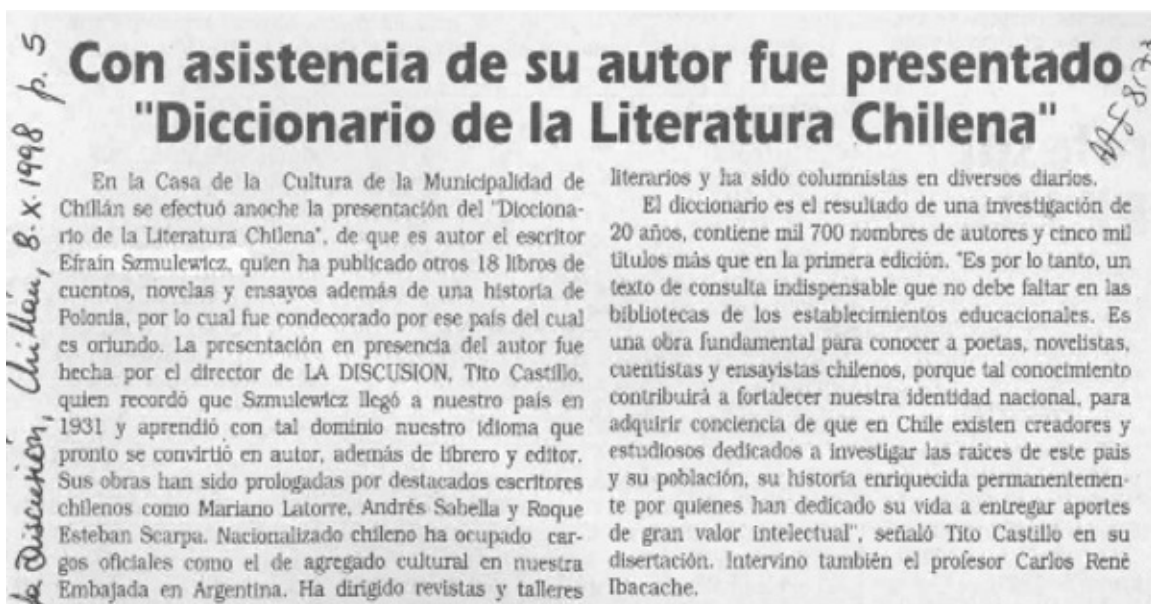 Con asistencia de su autor fue presentado
"Diccionario de la Literatura Chilena"
En la Casa de la Cultura de la Municipalidad de
Chillán se efectuó anoche la presentación del "Dicciona-
rio de la Literatura Chilena", de que es autor el escritor
Efraín Szmulewicz, quien ha publicado otros 18 libros de
cuentos, novelas y ensayos además de una historia de
Polonia, por lo cual fue condecorado por ese país del cual
es oriundo. La presentación en presencia del autor fue
hecha por el director de LA DISCUSION, Tito Castillo,
quien recordó que Szmulewicz llegó a nuestro país en
1931 y aprendió con tal dominio nuestro idioma que
pronto se convirtió en autor, además de librero y editor.
Sus obras han sido prologadas por destacados escritores
chilenos como Mariano Latorre, Andrés Sabella y Roque
Esteban Scarpa. Nacionalizado chileno ha ocupado car-
gos oficiales como el de agregado cultural en nuestra
Embajada en Argentina. Ha dirigido revistas y talleres
literarios y ha sido columnistas en diversos diarios.
El diccionario es el resultado de una investigación de
20 años, contiene mil 700 nombres de autores y cinco mil
títulos más que en la primera edición. "Es por lo tanto, un
texto de consulta indispensable que no debe faltar en las
bibliotecas de los establecimientos educacionales. Es
una obra fundamental para conocer a poetas, novelistas,
cuentistas y ensayistas chilenos, porque tal conocimiento
contribuirá a fortalecer nuestra identidad nacional, para
adquirir conciencia de que en Chile existen creadores y
estudiosos dedicados a investigar las raíces de este país
y su población, su historia enriquecida permanentemen-
te por quienes han dedicado su vida a entregar aportes
de gran valor intelectual", señaló Tito Castillo en su
disertación. Intervino también el profesor Carlos René
Ibacache.
La Discusión, Chillán, 8.X.1998 p. 5